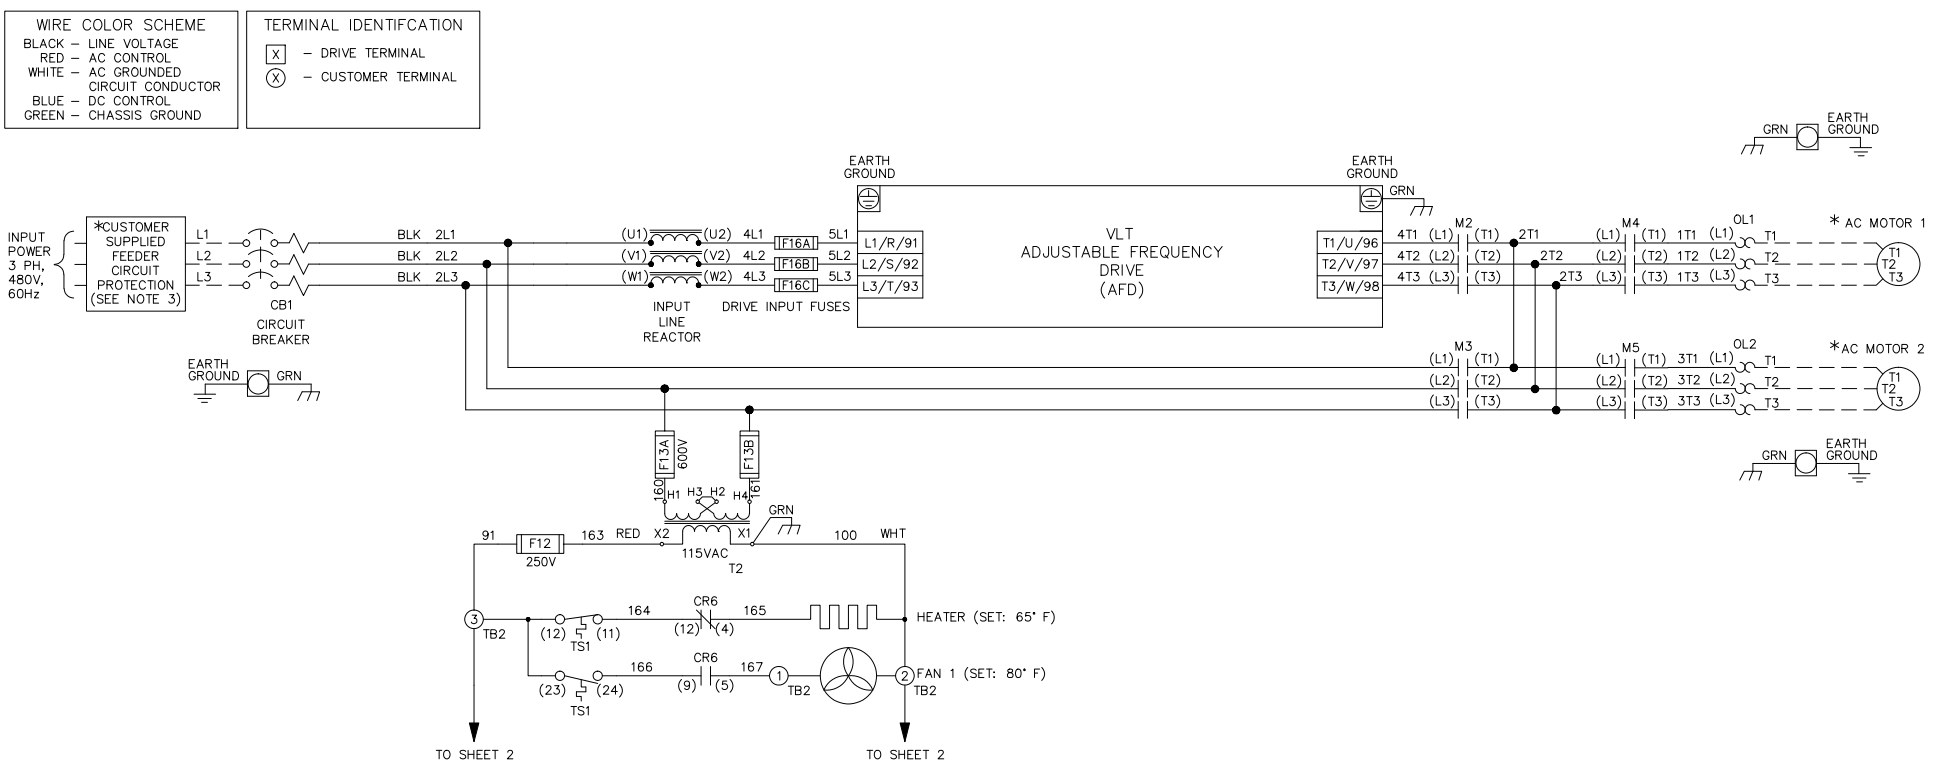 WIRE COLOR SCHEME
BLACK – LINE VOLTAGE
RED – AC CONTROL
WHITE – AC GROUNDED
CIRCUIT CONDUCTOR
BLUE – DC CONTROL
GREEN – CHASSIS GROUND
TERMINAL IDENTIFCATION
X – DRIVE TERMINAL
X – CUSTOMER TERMINAL
GRN
EARTH
GROUND
INPUT
POWER
3 PH,
480V,
60Hz
*CUSTOMER
SUPPLIED
FEEDER
CIRCUIT
PROTECTION
(SEE NOTE 3)
L1
L2
L3
CB1
CIRCUIT
BREAKER
BLK 2L1
BLK 2L2
BLK 2L3
(U1) (U2) 4L1 F16A 5L1
(V1) (V2) 4L2 F16B 5L2
(W1) (W2) 4L3 F16C 5L3
INPUT
LINE
REACTOR
DRIVE INPUT FUSES
EARTH
GROUND
L1/R/91
L2/S/92
L3/T/93
VLT
ADJUSTABLE FREQUENCY
DRIVE
(AFD)
EARTH
GROUND
GRN
T1/U/96
T2/V/97
T3/W/98
M2
M4
OL1
* AC MOTOR 1
4T1 (L1) (T1) 2T1 (L1) (T1) 1T1 (L1) T1
4T2 (L2) (T2) 2T2 (L2) (T2) 1T2 (L2) T2
4T3 (L3) (T3) 2T3 (L3) (T3) 1T3 (L3) T3
T1
T2
T3
EARTH
GROUND
GRN
M3
M5
OL2
*AC MOTOR 2
(L1) (T1) (L1) (T1) 3T1 (L1) T1
(L2) (T2) (L2) (T2) 3T2 (L2) T2
(L3) (T3) (L3) (T3) 3T3 (L3) T3
T1
T2
T3
GRN
EARTH
GROUND
F13A
600V
F13B
160
161
H1 H3 H2 H4
GRN
91 F12 163 RED X2 X1 100 WHT
250V
115VAC
T2
3
TB2
(12) (11)
TS1
164
CR6
(12) (4)
165
HEATER (SET: 65° F)
(23) (24)
TS1
166
CR6
(9) (5)
167
1
TB2
2
TB2
FAN 1 (SET: 80° F)
TO SHEET 2
TO SHEET 2